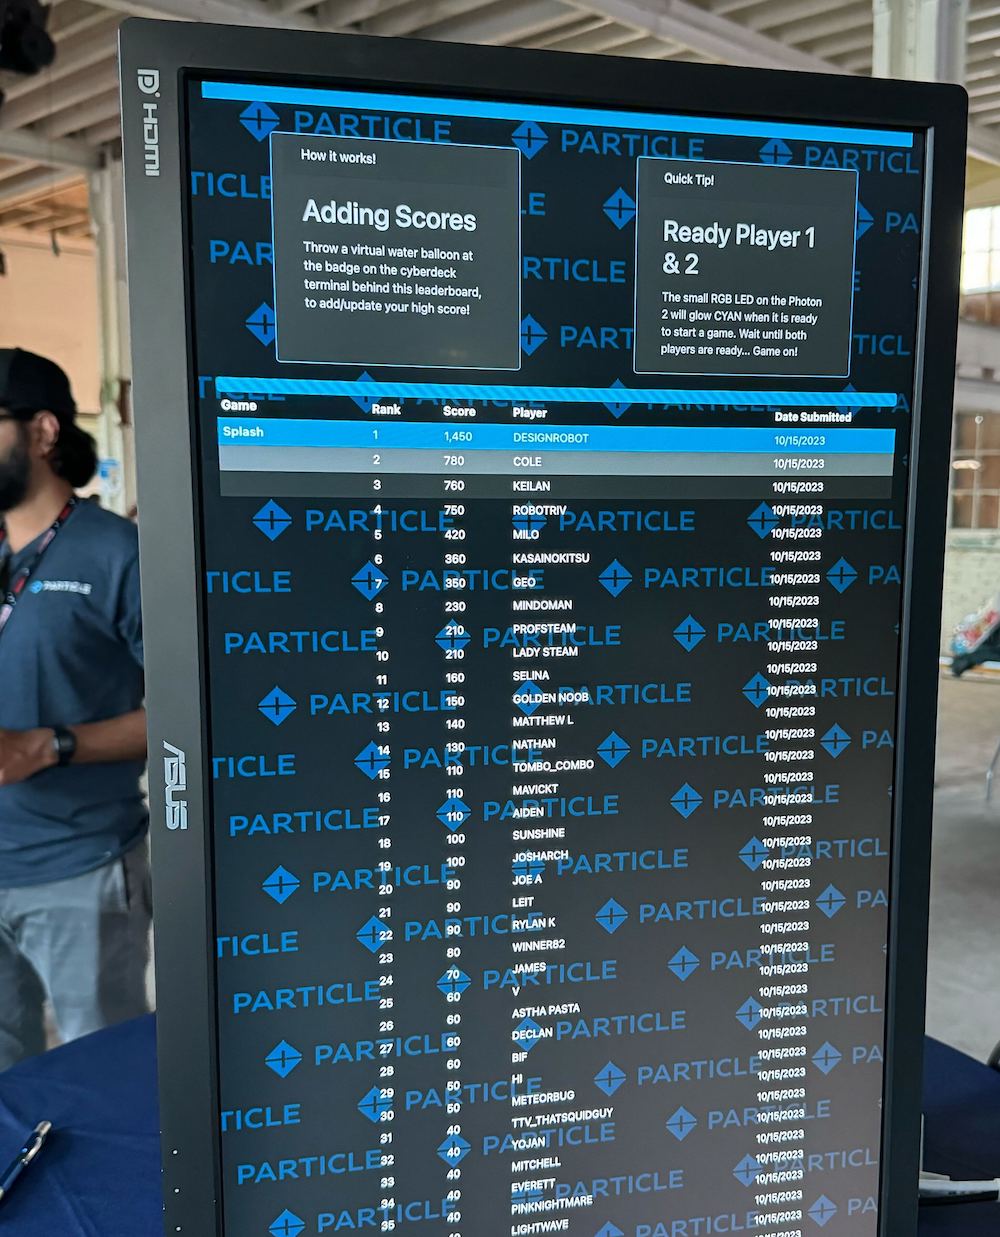 HDMI
PARTICLE PARTICLE PARTICL
How it works!
Adding Scores
Throw a virtual water balloon at
the badge on the cyberdeck
terminal behind this leaderboard,
to add/update your high score!
Quick Tip!
Ready Player 1
& 2
The small RGB LED on the Photon
2 will glow CYAN when it is ready
to start a game. Wait until both
players are ready... Game on!
Game Rank Score Player Date Submitted
Splash 1 1,450 DESIGNROBOT 10/15/2023
2 780 COLE 10/15/2023
3 760 KEILAN 10/15/2023
4 750 ROBOTRIV 10/15/2023
5 420 MILO 10/15/2023
6 360 KASAINOKITSU 10/15/2023
7 350 GEO 10/15/2023
8 230 MINDOMAN 10/15/2023
9 210 PROFSTEAM 10/15/2023
10 210 LADY STEAM 10/15/2023
11 160 SELINA 10/15/2023
12 150 GOLDEN NOOB 10/15/2023
13 140 MATTHEW L 10/15/2023
14 130 NATHAN 10/15/2023
15 110 TOMBO_COMBO 10/15/2023
16 110 MAVICKT 10/15/2023
17 110 AIDEN 10/15/2023
18 100 SUNSHINE 10/15/2023
19 100 JOSHARCH 10/15/2023
20 90 JOE A 10/15/2023
21 90 LEIT 10/15/2023
22 90 RYLAN K 10/15/2023
23 80 WINNER82 10/15/2023
24 70 JAMES 10/15/2023
25 60 V 10/15/2023
26 60 ASTHA PASTA 10/15/2023
27 60 DECLAN 10/15/2023
28 60 BIF 10/15/2023
29 50 HI 10/15/2023
30 50 METEORBUG 10/15/2023
31 40 TTV_THATSQUIDGUY 10/15/2023
32 40 YOJAN 10/15/2023
33 40 MITCHELL 10/15/2023
34 40 EVERETT 10/15/2023
35 40 PINKNIGHTMARE 10/15/2023
40 LIGHTWAVE 10/15/2023
PARTICLE
ASUS